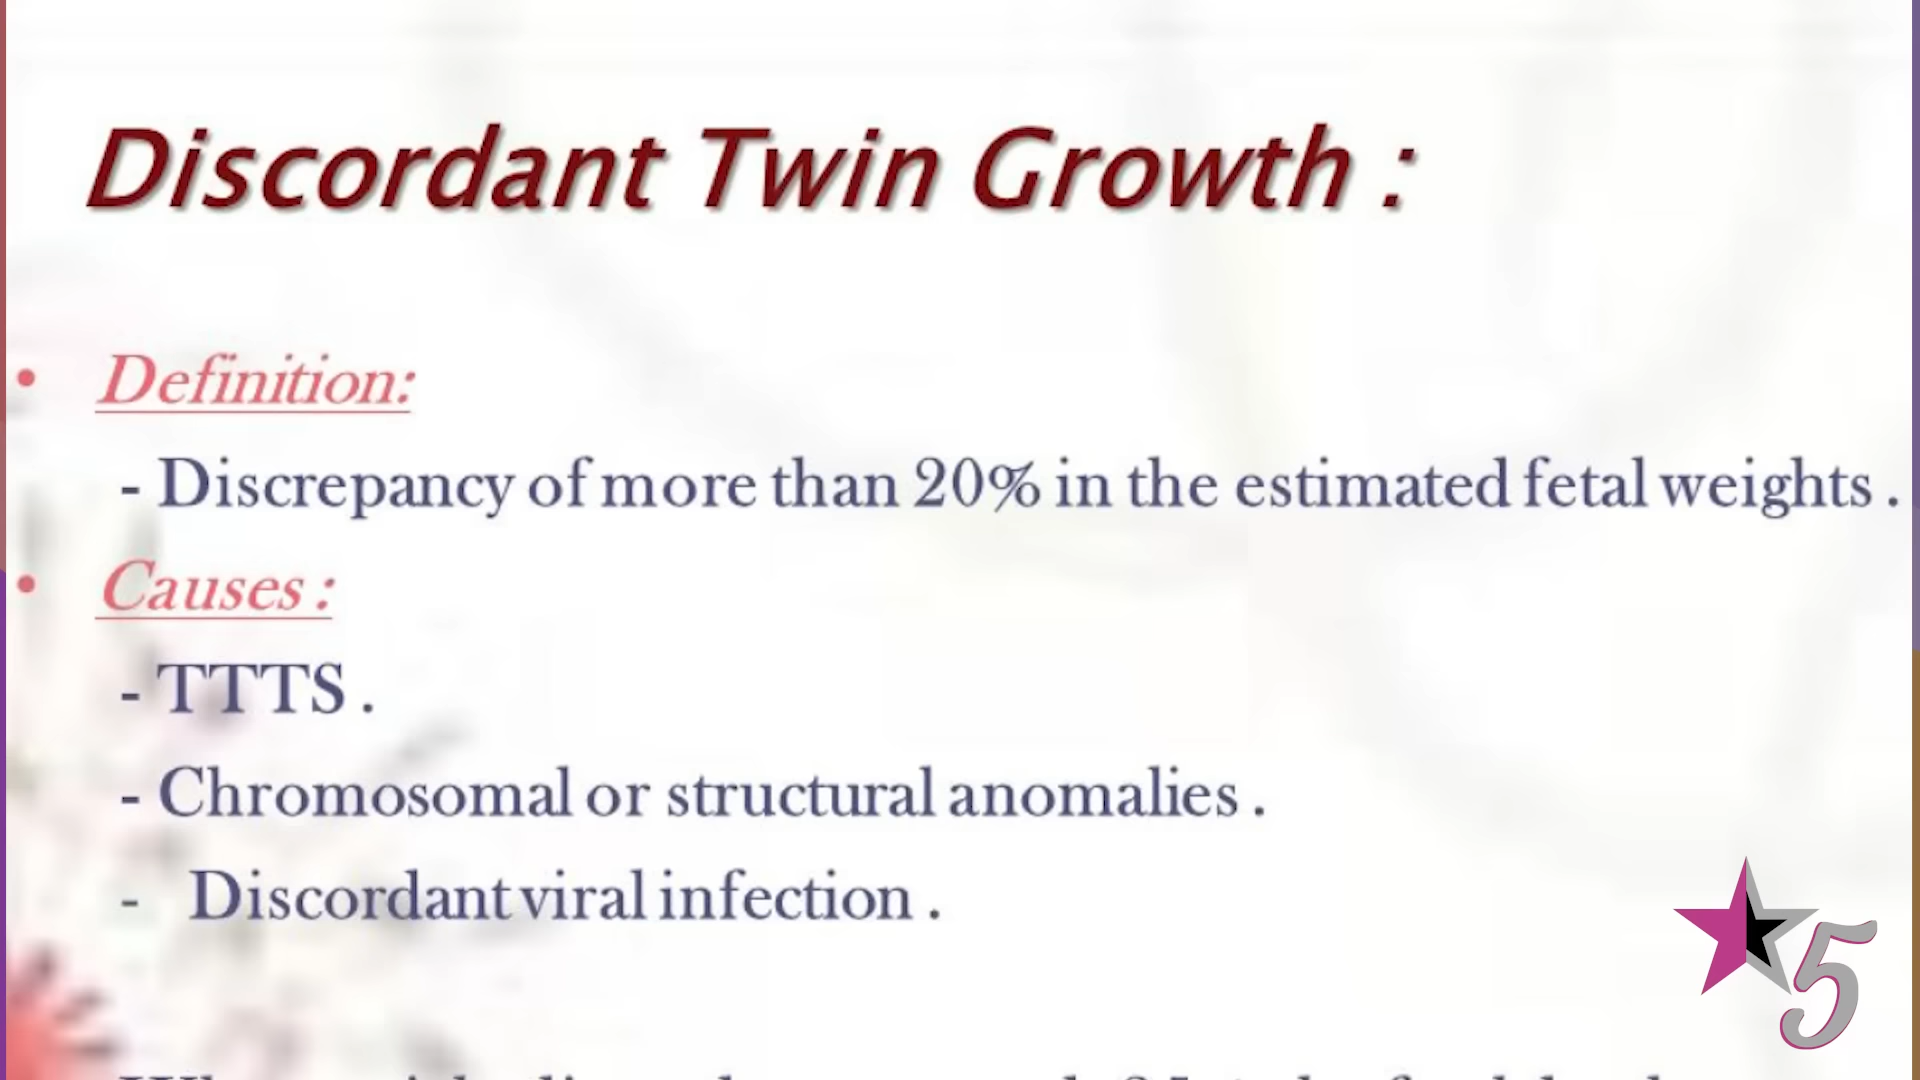 Discordant Twin Growth :
• Definition:
- Discrepancy of more than 20% in the estimated fetal weights .
• Causes :
- TTTS .
- Chromosomal or structural anomalies .
- Discordant viral infection .
5